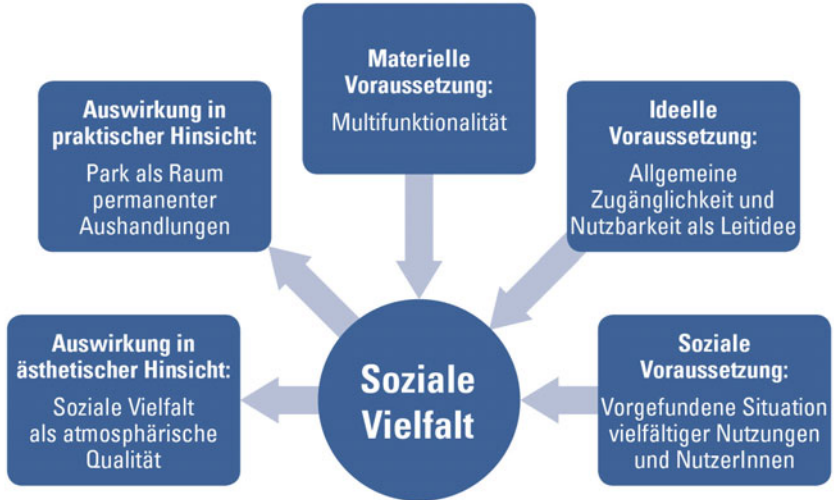 Materielle
Voraussetzung:
Multifunktionalität
Auswirkung in
praktischer Hinsicht:
Park als Raum
permanenter
Aushandlungen
Ideelle
Voraussetzung:
Allgemeine
Zugänglichkeit und
Nutzbarkeit als Leitidee
Auswirkung in
ästhetischer Hinsicht:
Soziale Vielfalt
als atmosphärische
Qualität
Soziale
Vielfalt
Soziale
Voraussetzung:
Vorgefundene Situation
vielfältiger Nutzungen
und NutzerInnen